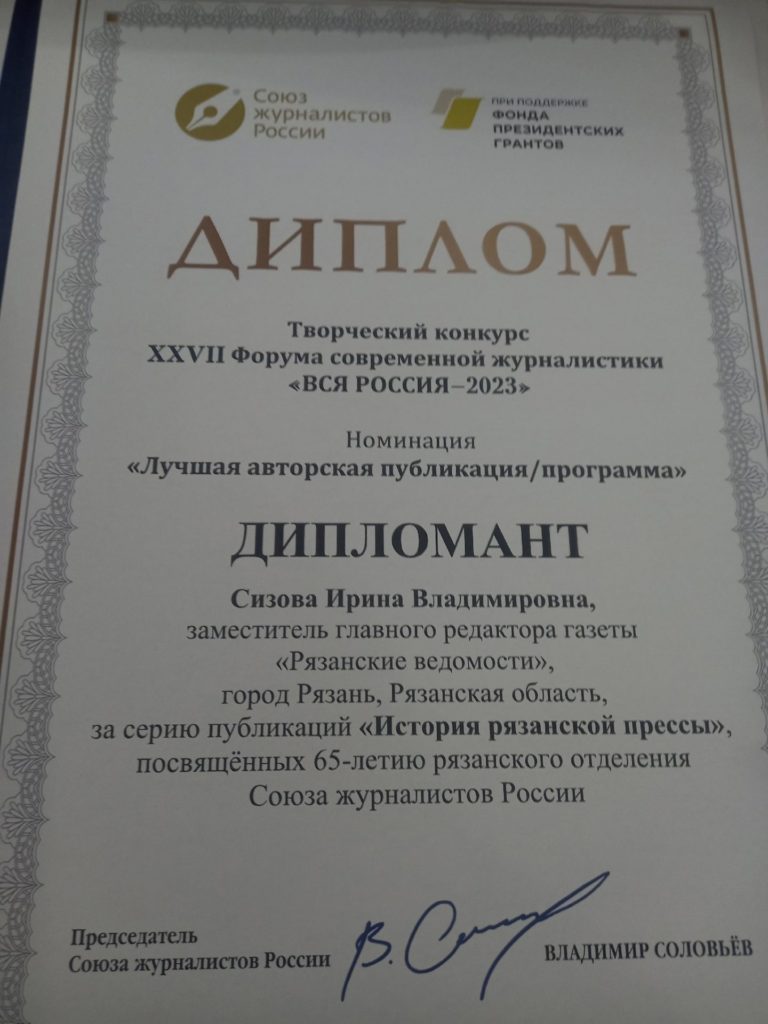 Союз
журналистов
России
ПРИ ПОДДЕРЖКЕ
ФОНДА
ПРЕЗИДЕНТСКИХ
ГРАНТОВ
ДИПЛОМ
Творческий конкурс
XXVII Форума современной журналистики
«ВСЯ РОССИЯ–2023»
Номинация
«Лучшая авторская публикация/программа»
ДИПЛОМАНТ
Сизова Ирина Владимировна,
заместитель главного редактора газеты
«Рязанские ведомости»,
город Рязань, Рязанская область,
за серию публикаций «История рязанской прессы»,
посвящённых 65-летию рязанского отделения
Союза журналистов России
Председатель
Союза журналистов России
ВЛАДИМИР СОЛОВЬЁВ